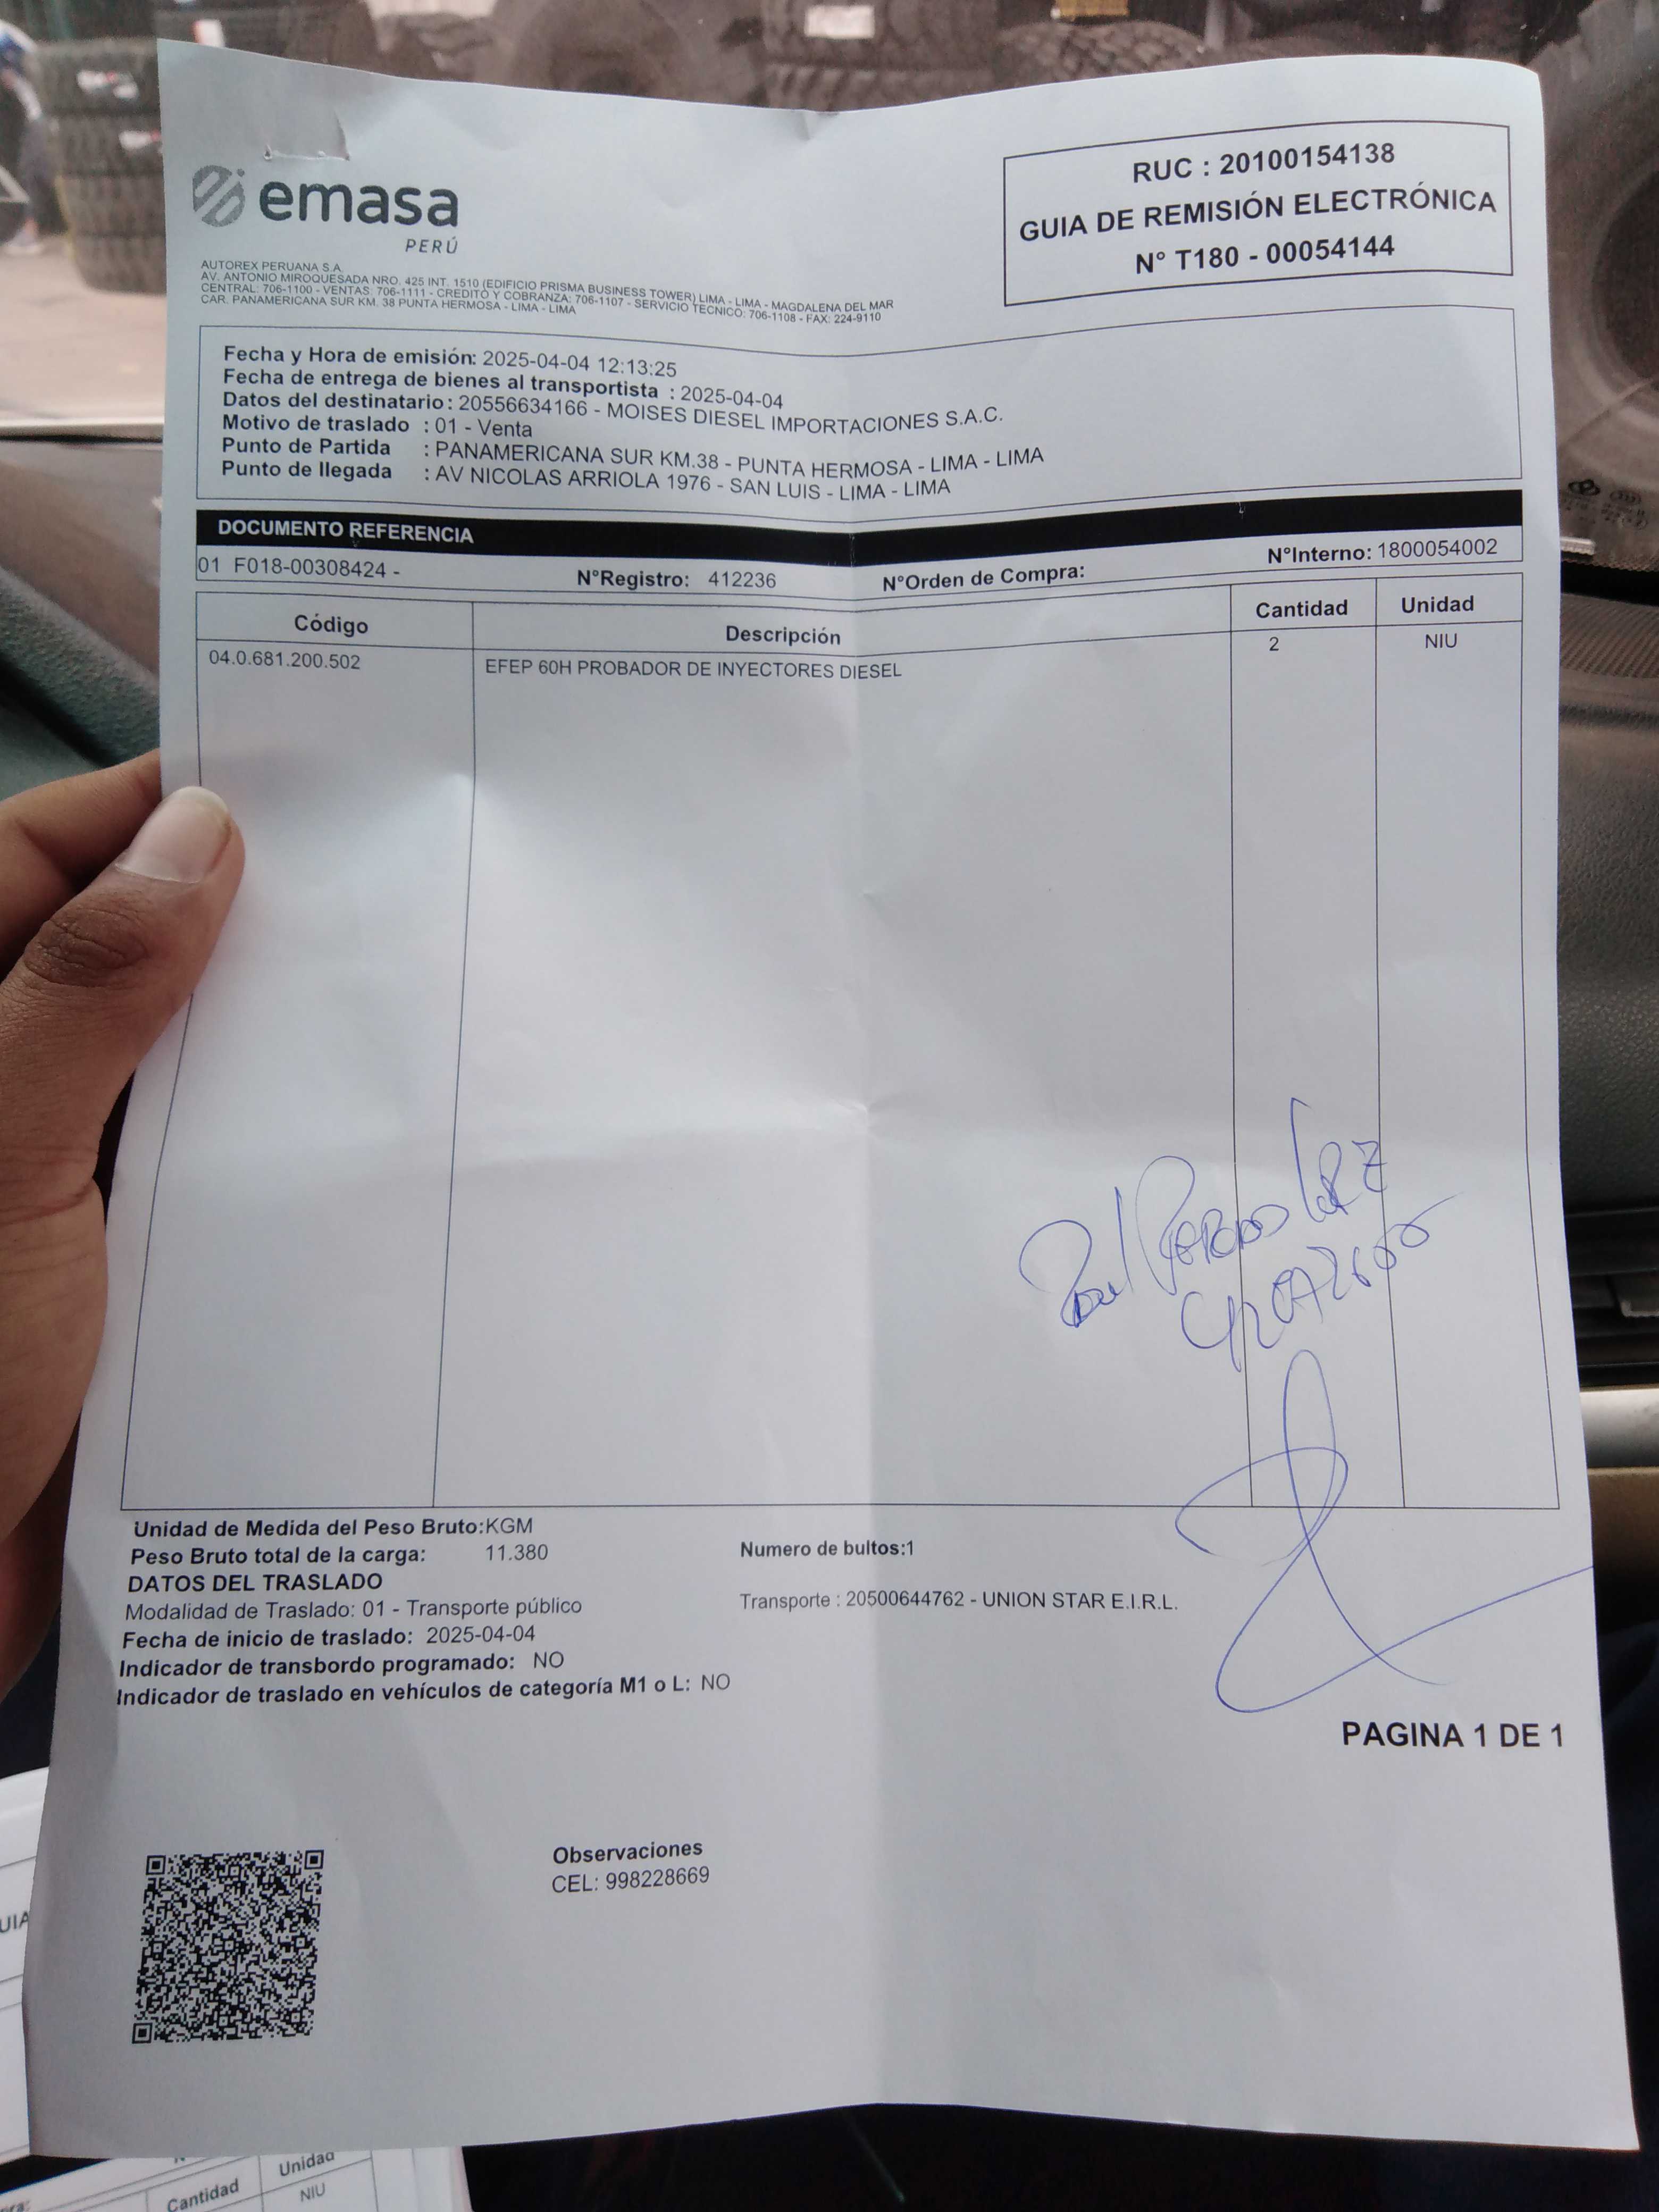 emasa
PERÚ
RUC : 20100154138
GUIA DE REMISIÓN ELECTRÓNICA
N° T180 - 00054144
AUTOREX PERUANA S.A.
AV. ANTONIO MIROQUESADA NRO. 425 INT. 1510 (EDIFICIO PRISMA BUSINESS TOWER) LIMA - LIMA - MAGDALENA DEL MAR
CENTRAL: 706-1100 - VENTAS: 706-1111 - CREDITO Y COBRANZA: 706-1107 - SERVICIO TECNICO: 706-1108 - FAX: 224-9110
CAR. PANAMERICANA SUR KM. 38 PUNTA HERMOSA - LIMA - LIMA
Fecha y Hora de emisión: 2025-04-04 12:13:25
Fecha de entrega de bienes al transportista : 2025-04-04
Datos del destinatario: 20556634166 - MOISES DIESEL IMPORTACIONES S.A.C.
Motivo de traslado : 01 - Venta
Punto de Partida : PANAMERICANA SUR KM.38 - PUNTA HERMOSA - LIMA - LIMA
Punto de llegada : AV NICOLAS ARRIOLA 1976 - SAN LUIS - LIMA - LIMA
DOCUMENTO REFERENCIA
01 F018-00308424 - N°Registro: 412236 N°Orden de Compra: N°Interno: 1800054002
Código Descripción Cantidad Unidad
04.0.681.200.502 EFEP 60H PROBADOR DE INYECTORES DIESEL 2 NIU
Unidad de Medida del Peso Bruto:KGM
Peso Bruto total de la carga: 11.380 Numero de bultos:1
DATOS DEL TRASLADO
Modalidad de Traslado: 01 - Transporte público Transporte : 20500644762 - UNION STAR E.I.R.L.
Fecha de inicio de traslado: 2025-04-04
Indicador de transbordo programado: NO
Indicador de traslado en vehículos de categoría M1 o L: NO
PAGINA 1 DE 1
Observaciones
CEL: 998228669
UIA
Cantidad Unidad
NIU